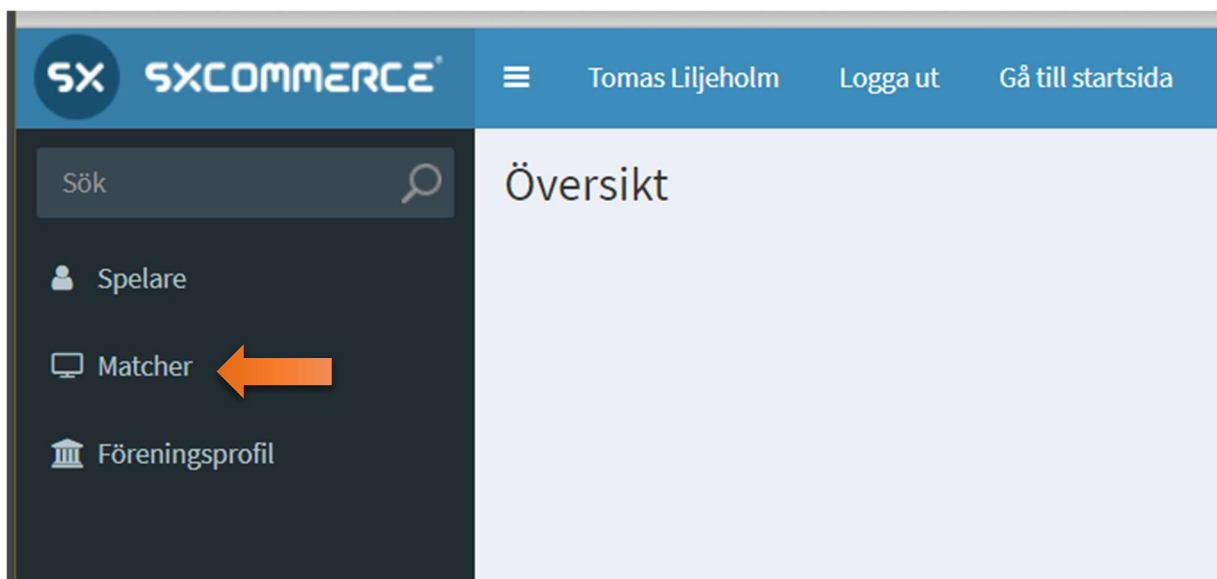 SX SXCOMMERCE®
Tomas Liljeholm Logga ut Gå till startsida
Sök
Översikt
Spelare
Matcher
Föreningsprofil